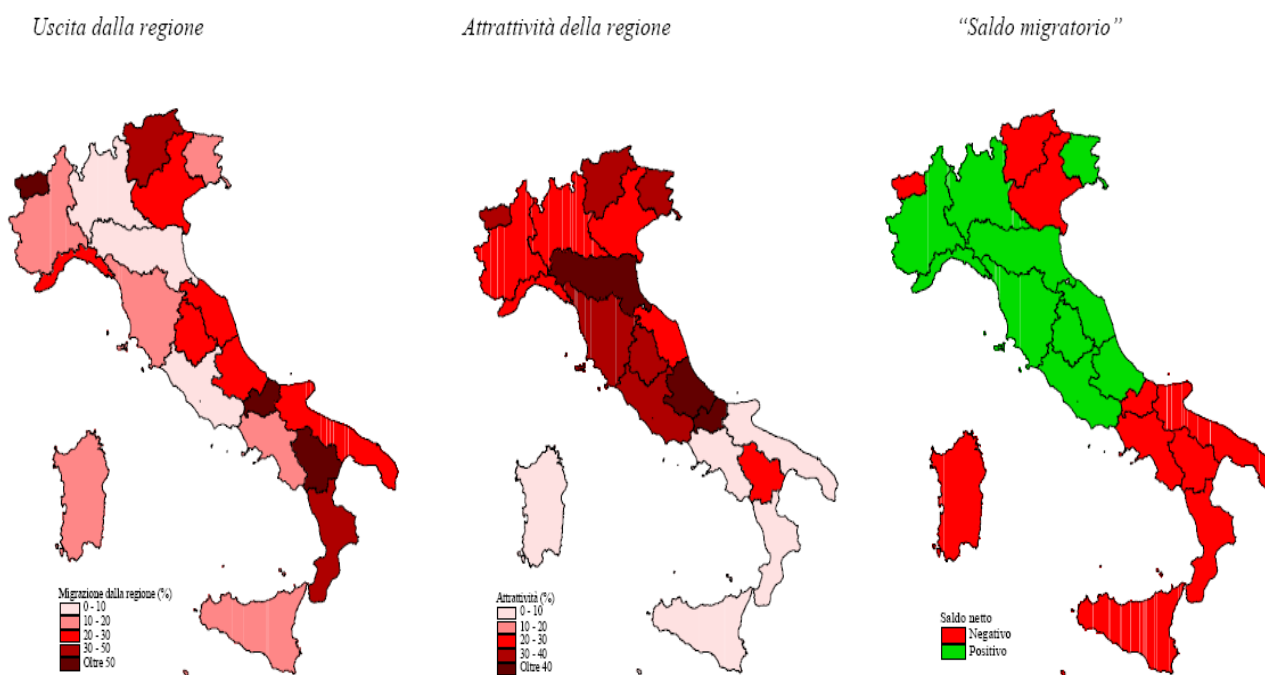 Uscita dalla regione
Attrattività della regione
“Saldo migratorio”
Migrazione dalla regione (%)
0 - 10
10 - 20
20 - 30
30 - 50
Oltre 50
Attrattività (%)
0 - 10
10 - 20
20 - 30
30 - 40
Oltre 40
Saldo netto
Negativo
Positivo